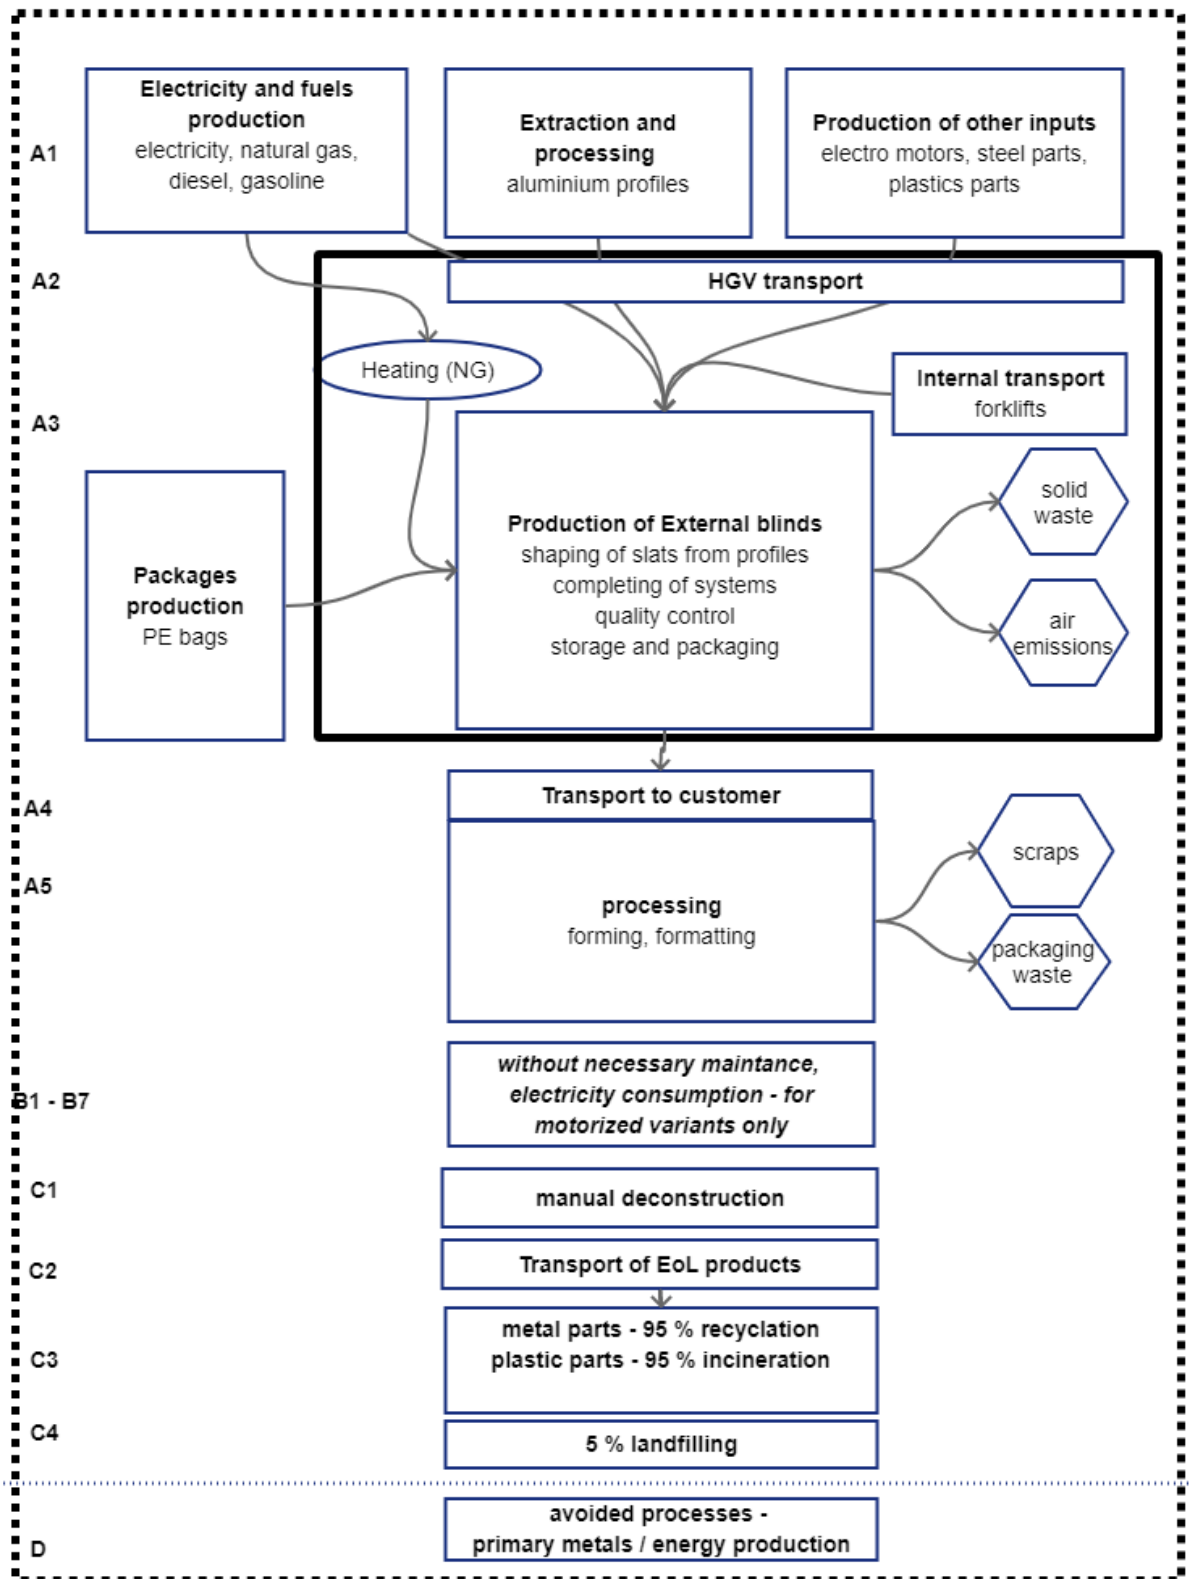 A1
Electricity and fuels
production
electricity, natural gas,
diesel, gasoline
Extraction and
processing
aluminium profiles
Production of other inputs
electro motors, steel parts,
plastics parts
A2
HGV transport
Heating (NG)
Internal transport
forklifts
A3
Packages
production
PE bags
Production of External blinds
shaping of slats from profiles
completing of systems
quality control
storage and packaging
solid
waste
air
emissions
A4
Transport to customer
A5
processing
forming, formatting
scraps
packaging
waste
B1 - B7
without necessary maintance,
electricity consumption - for
motorized variants only
C1
manual deconstruction
C2
Transport of EoL products
C3
metal parts - 95 % recyclation
plastic parts - 95 % incineration
C4
5 % landfilling
D
avoided processes -
primary metals / energy production